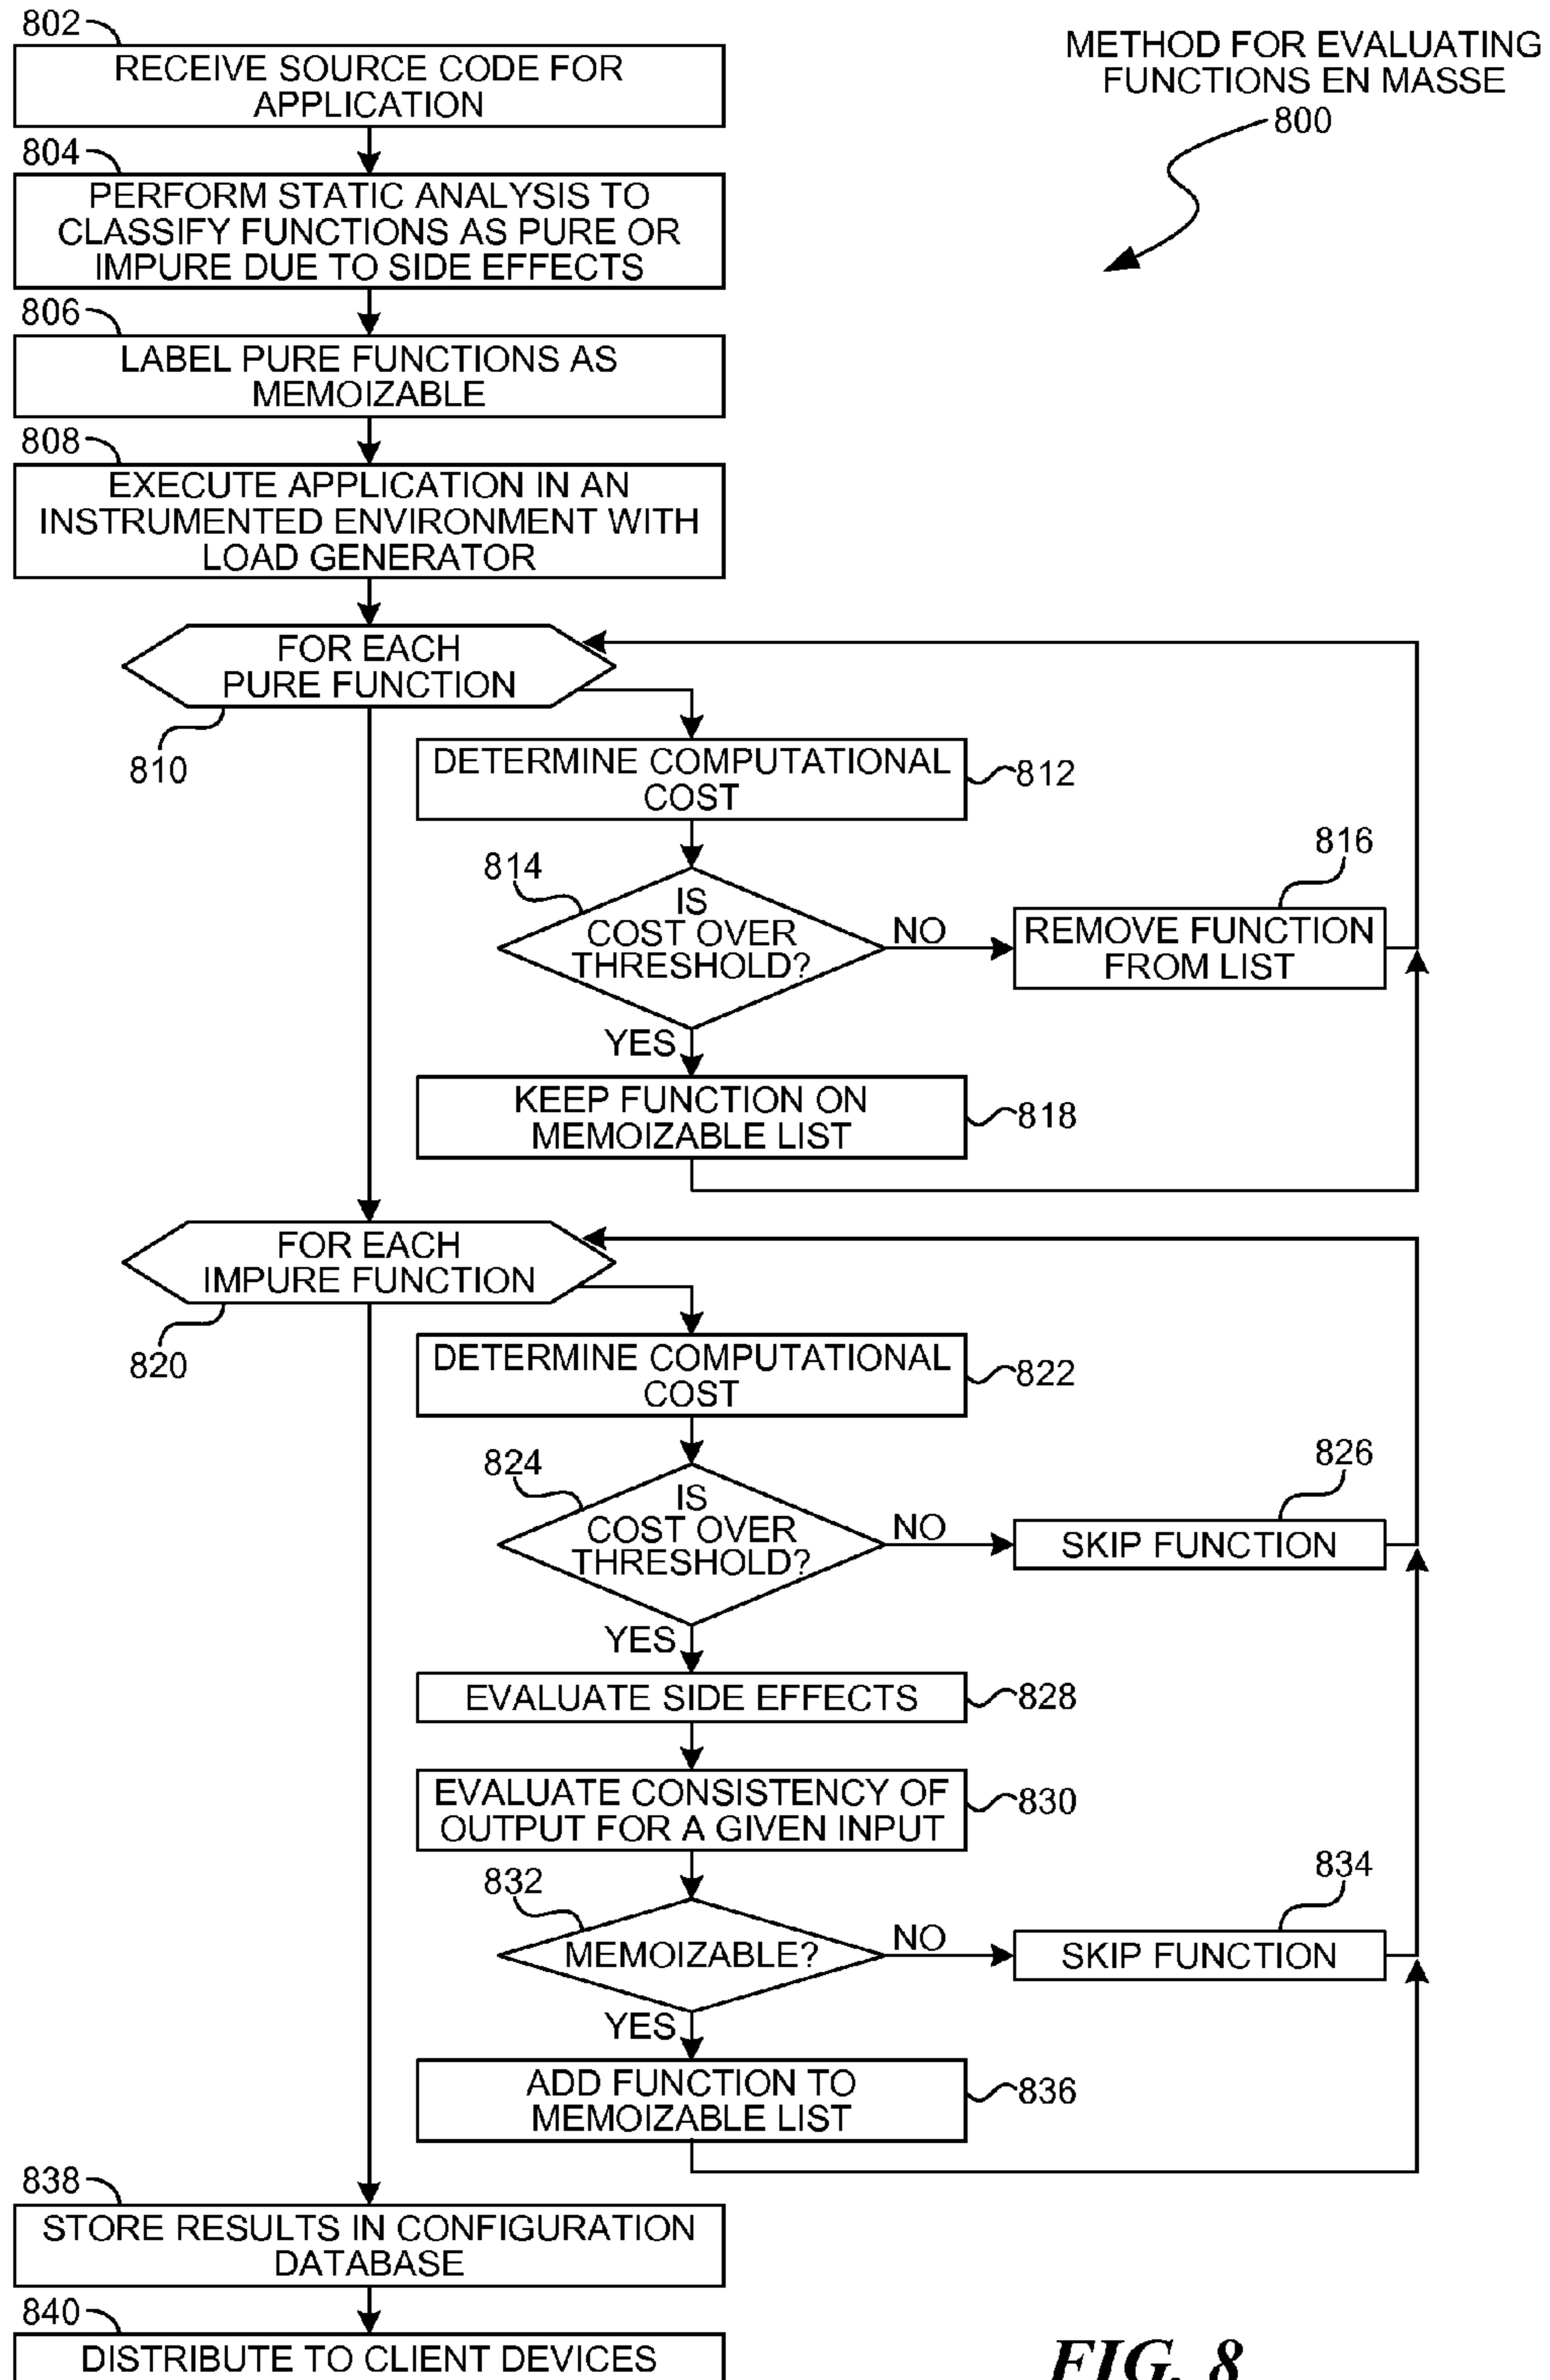 802
RECEIVE SOURCE CODE FOR
APPLICATION
METHOD FOR EVALUATING
FUNCTIONS EN MASSE
800
804
PERFORM STATIC ANALYSIS TO
CLASSIFY FUNCTIONS AS PURE OR
IMPURE DUE TO SIDE EFFECTS
806
LABEL PURE FUNCTIONS AS
MEMOIZABLE
808
EXECUTE APPLICATION IN AN
INSTRUMENTED ENVIRONMENT WITH
LOAD GENERATOR
FOR EACH
PURE FUNCTION
810
DETERMINE COMPUTATIONAL
COST
812
814
IS
COST OVER
THRESHOLD?
NO
816
REMOVE FUNCTION
FROM LIST
YES
KEEP FUNCTION ON
MEMOIZABLE LIST
818
FOR EACH
IMPURE FUNCTION
820
DETERMINE COMPUTATIONAL
COST
822
824
IS
COST OVER
THRESHOLD?
NO
826
SKIP FUNCTION
YES
EVALUATE SIDE EFFECTS
828
EVALUATE CONSISTENCY OF
OUTPUT FOR A GIVEN INPUT
830
832
MEMOIZABLE?
NO
834
SKIP FUNCTION
YES
ADD FUNCTION TO
MEMOIZABLE LIST
836
838
STORE RESULTS IN CONFIGURATION
DATABASE
840
DISTRIBUTE TO CLIENT DEVICES
FIG. 8